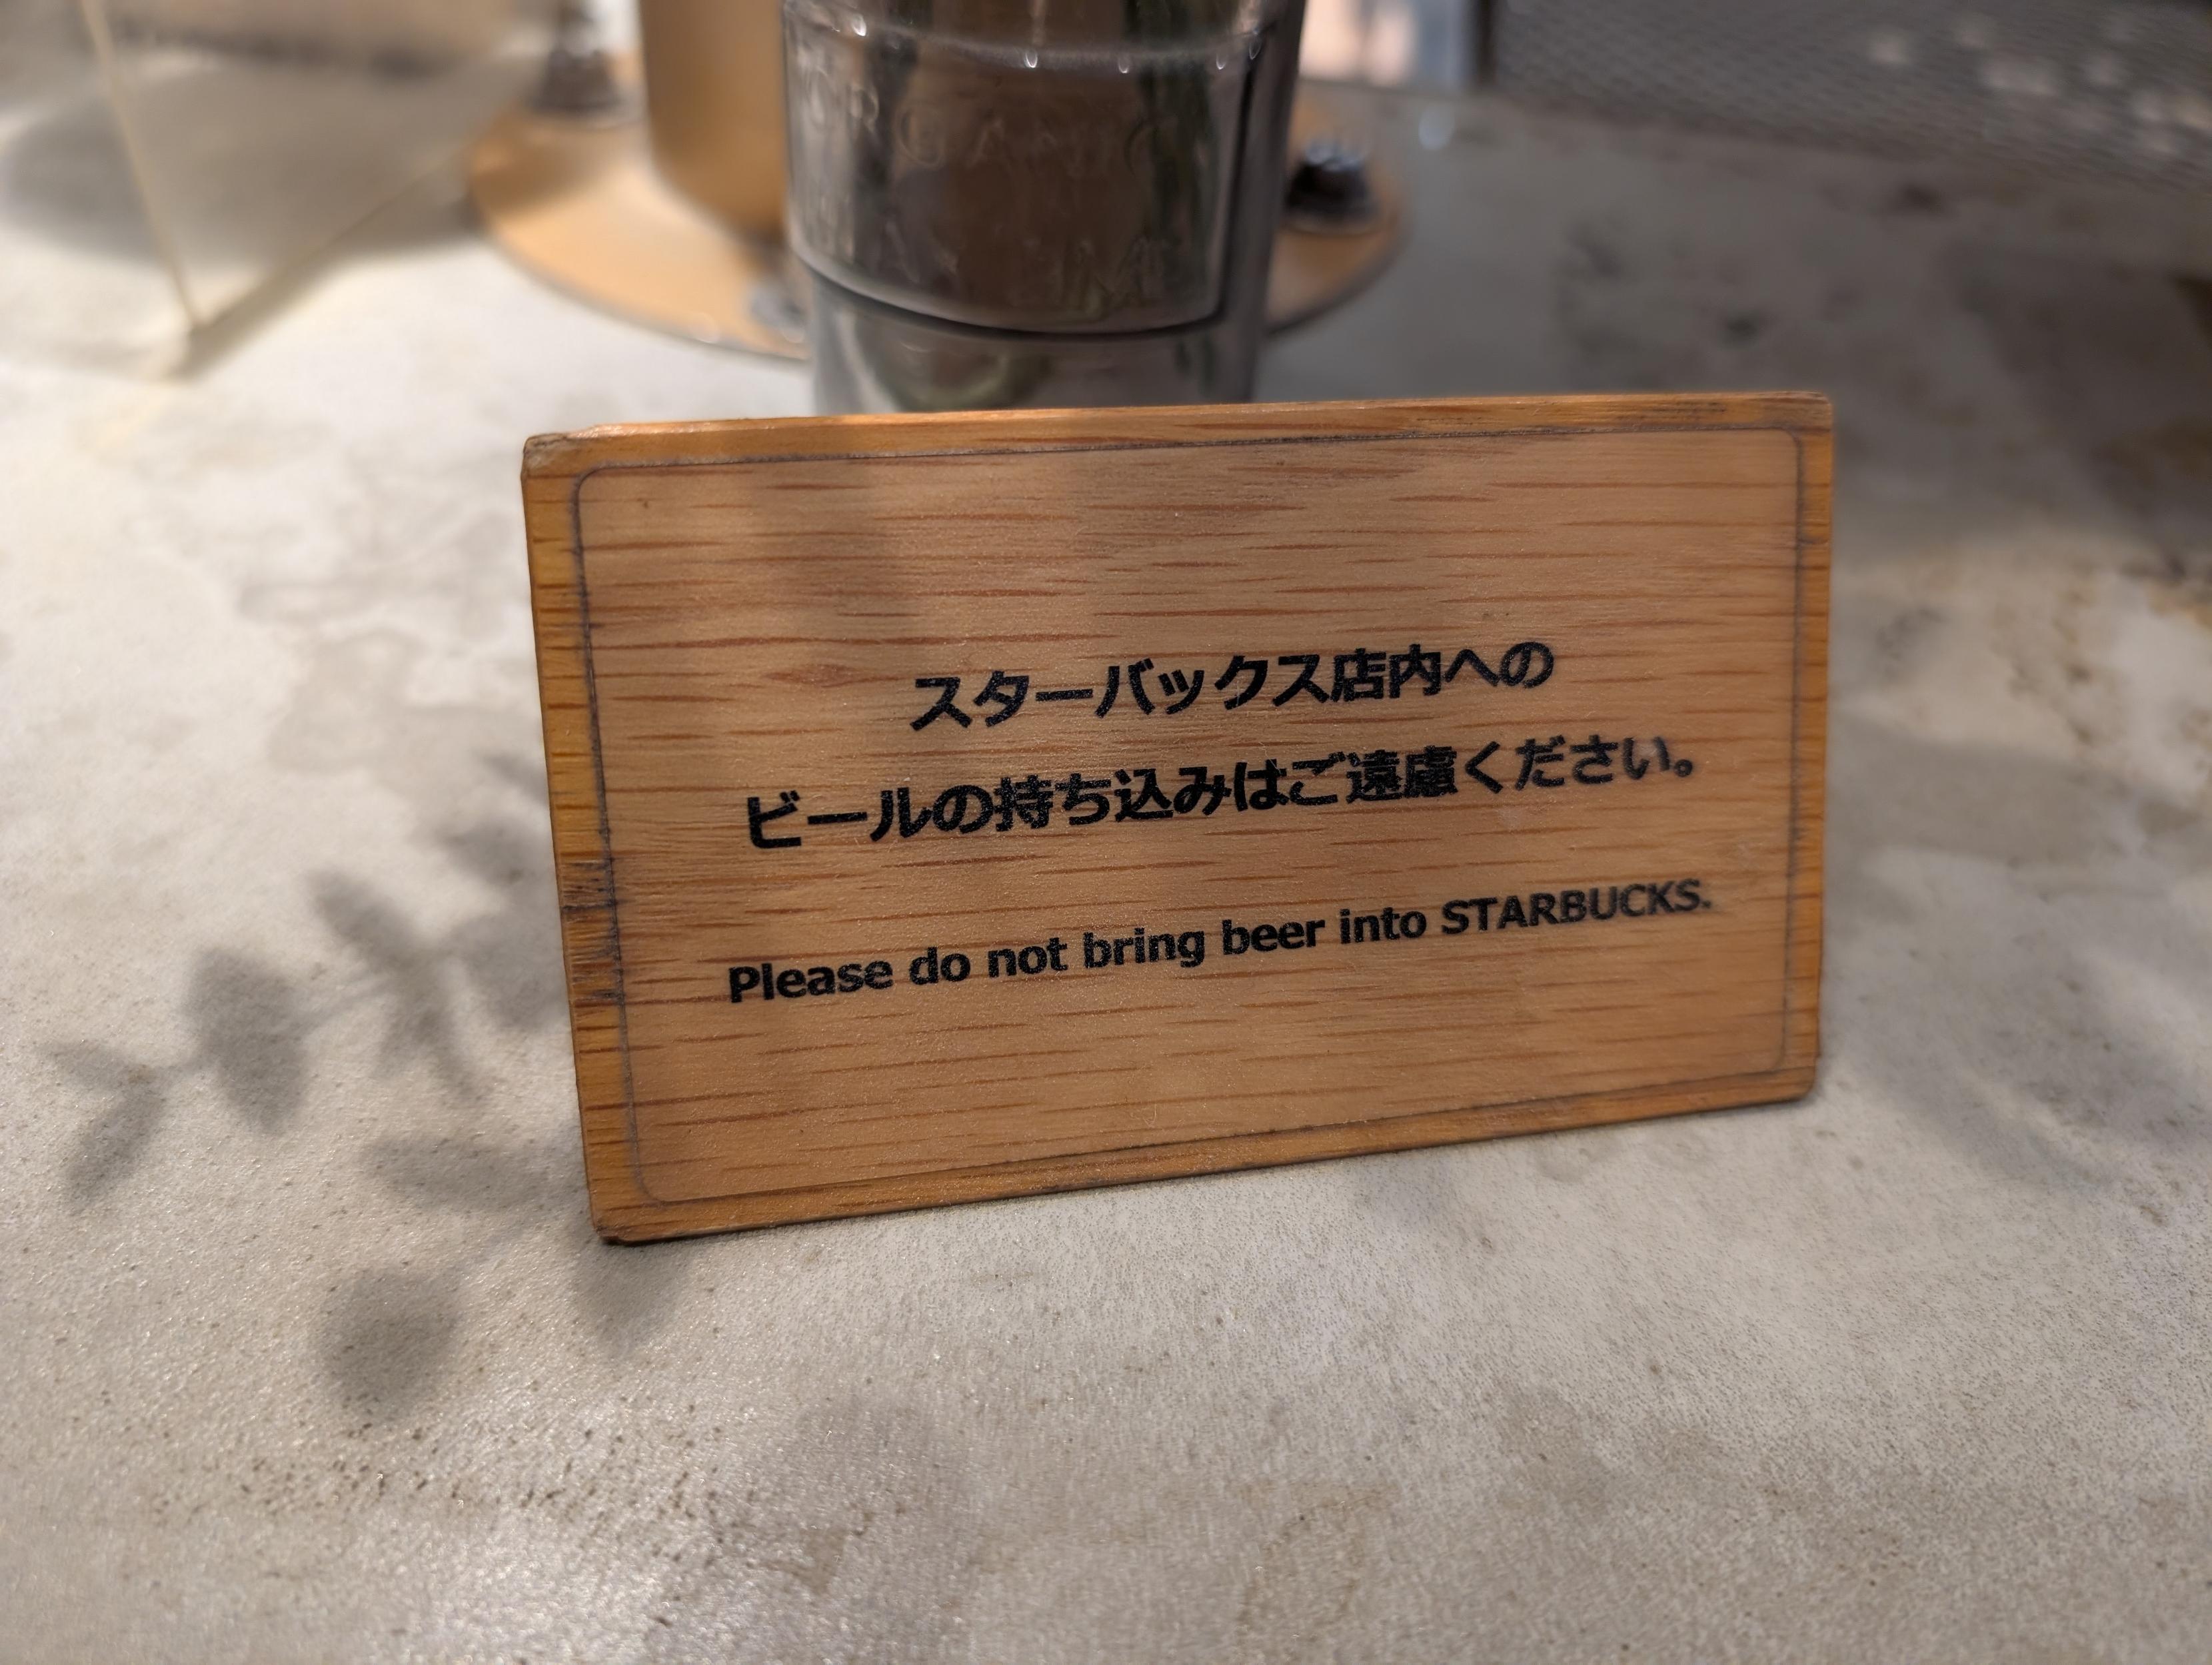 ORGANIC
スターバックス店内への
ビールの持ち込みはご遠慮ください。
Please do not bring beer into STARBUCKS.